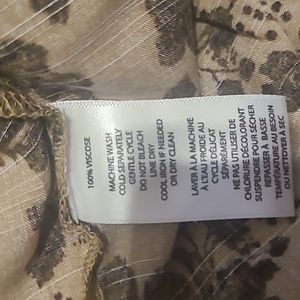 100% VISCOSE
MACHINE WASH
COLD SEPARATELY
GENTLE CYCLE
DO NOT BLEACH
LINE DRY
COOL IRON IF NEEDED
OR DRY CLEAN
LAVER À LA MACHINE
À L'EAU FROIDE AU
CYCLE DÉLICAT
SÉPARÉMENT
NE PAS UTILISER DE
CHLORURE DÉCOLORANT
SUSPENDRE POUR SÉCHER
REPASSER À BASSE
TEMPÉRATURE AU BESOIN
OU NETTOYER À SEC